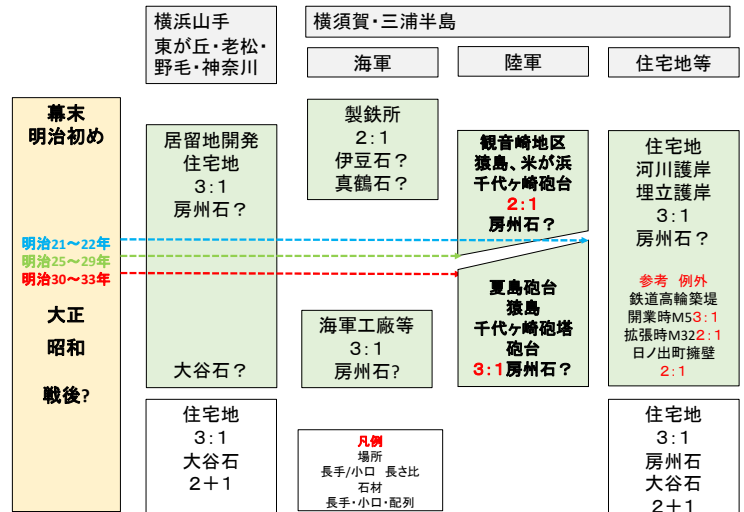 横浜山手
東が丘・老松・
野毛・神奈川
横須賀・三浦半島
海軍
陸軍
住宅地等
幕末
明治初め
明治21～22年
明治25～29年
明治30～33年
大正
昭和
戦後?
居留地開発
住宅地
3:1
房州石？
大谷石？
住宅地
3:1
大谷石
2＋1
製鉄所
2:1
伊豆石？
真鶴石？
海軍工廠等
3:1
房州石?
凡例
場所
長手/小口　長さ比
石材
長手・小口・配列
観音崎地区
猿島、米が浜
千代ヶ崎砲台
2:1
房州石？
夏島砲台
猿島
千代ヶ崎砲塔
砲台
3:1房州石？
住宅地
河川護岸
埋立護岸
3:1
房州石？
参考　例外
鉄道高輪築堤
開業時M53:1
拡張時M322:1
日ノ出町擁壁
2:1
住宅地
3:1
房州石
大谷石
2＋1